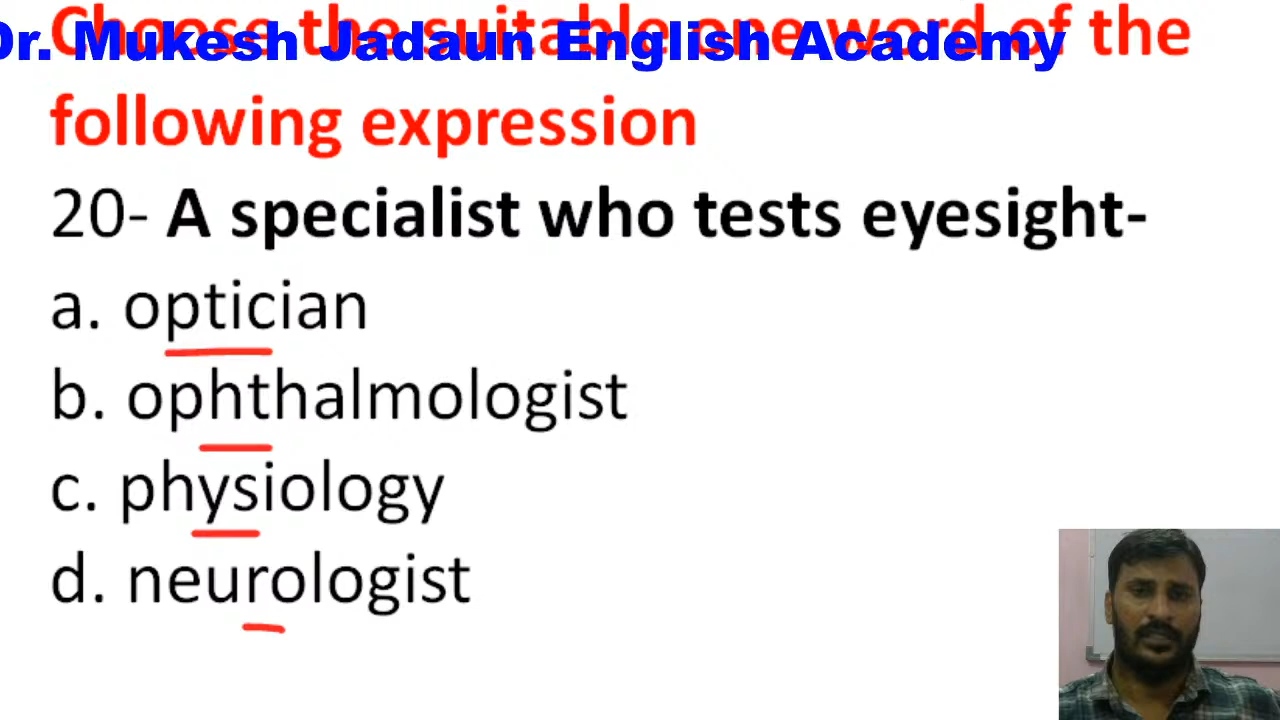 Choose the suitable one word of the
Dr. Mukesh Jadaun English Academy
following expression
20- A specialist who tests eyesight-
a. optician
b. ophthalmologist
c. physiology
d. neurologist